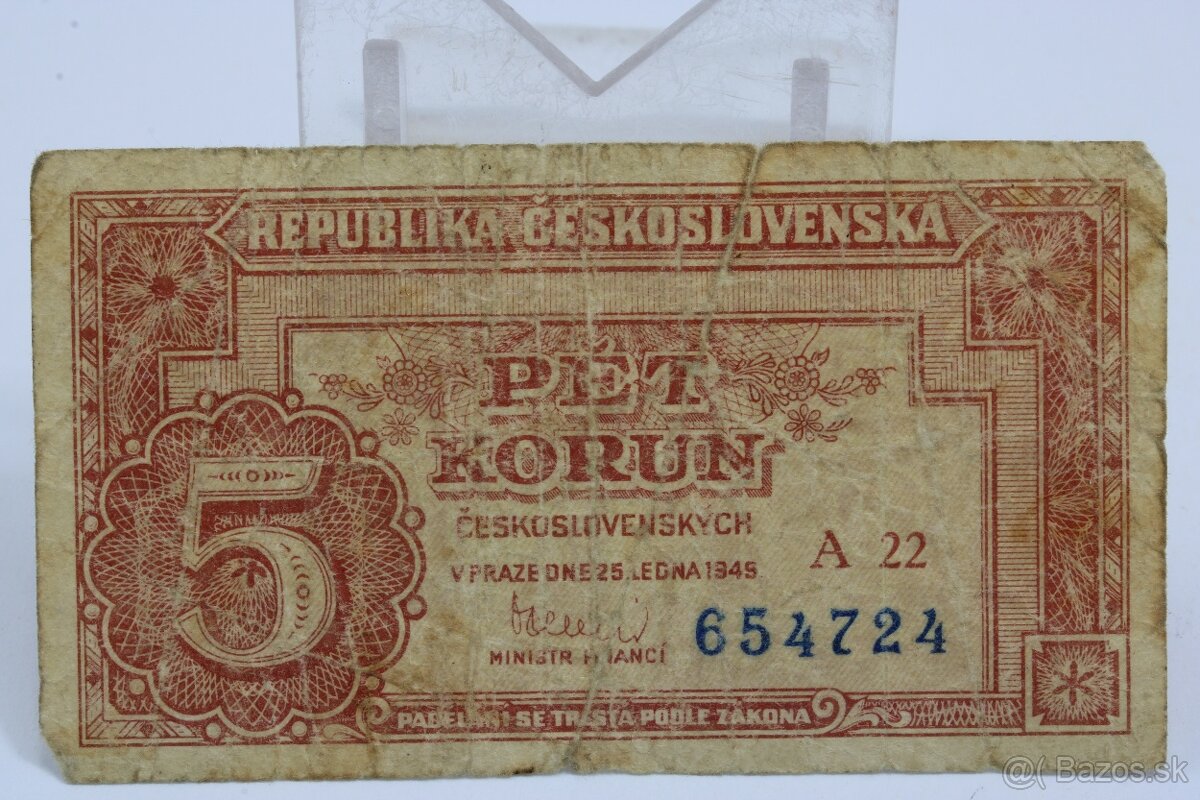 REPUBLIKA ČESKOSLOVENSKÁ
PĚT
KORUN
ČESKOSLOVENSKÝCH
V PRAZE DNE 25. LEDNA 1949
A 22
5
654724
MINISTR FINANCÍ
PADĚLÁNÍ SE TRESTÁ PODLE ZÁKONA
@( Bazos.sk